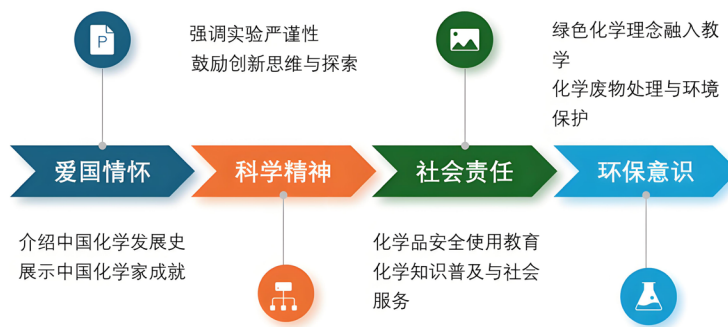 P
强调实验严谨性
鼓励创新思维与探索
绿色化学理念融入教
学
化学废物处理与环境
保护
爱国情怀
科学精神
社会责任
环保意识
介绍中国化学发展史
展示中国化学家成就
化学品安全使用教育
化学知识普及与社会
服务